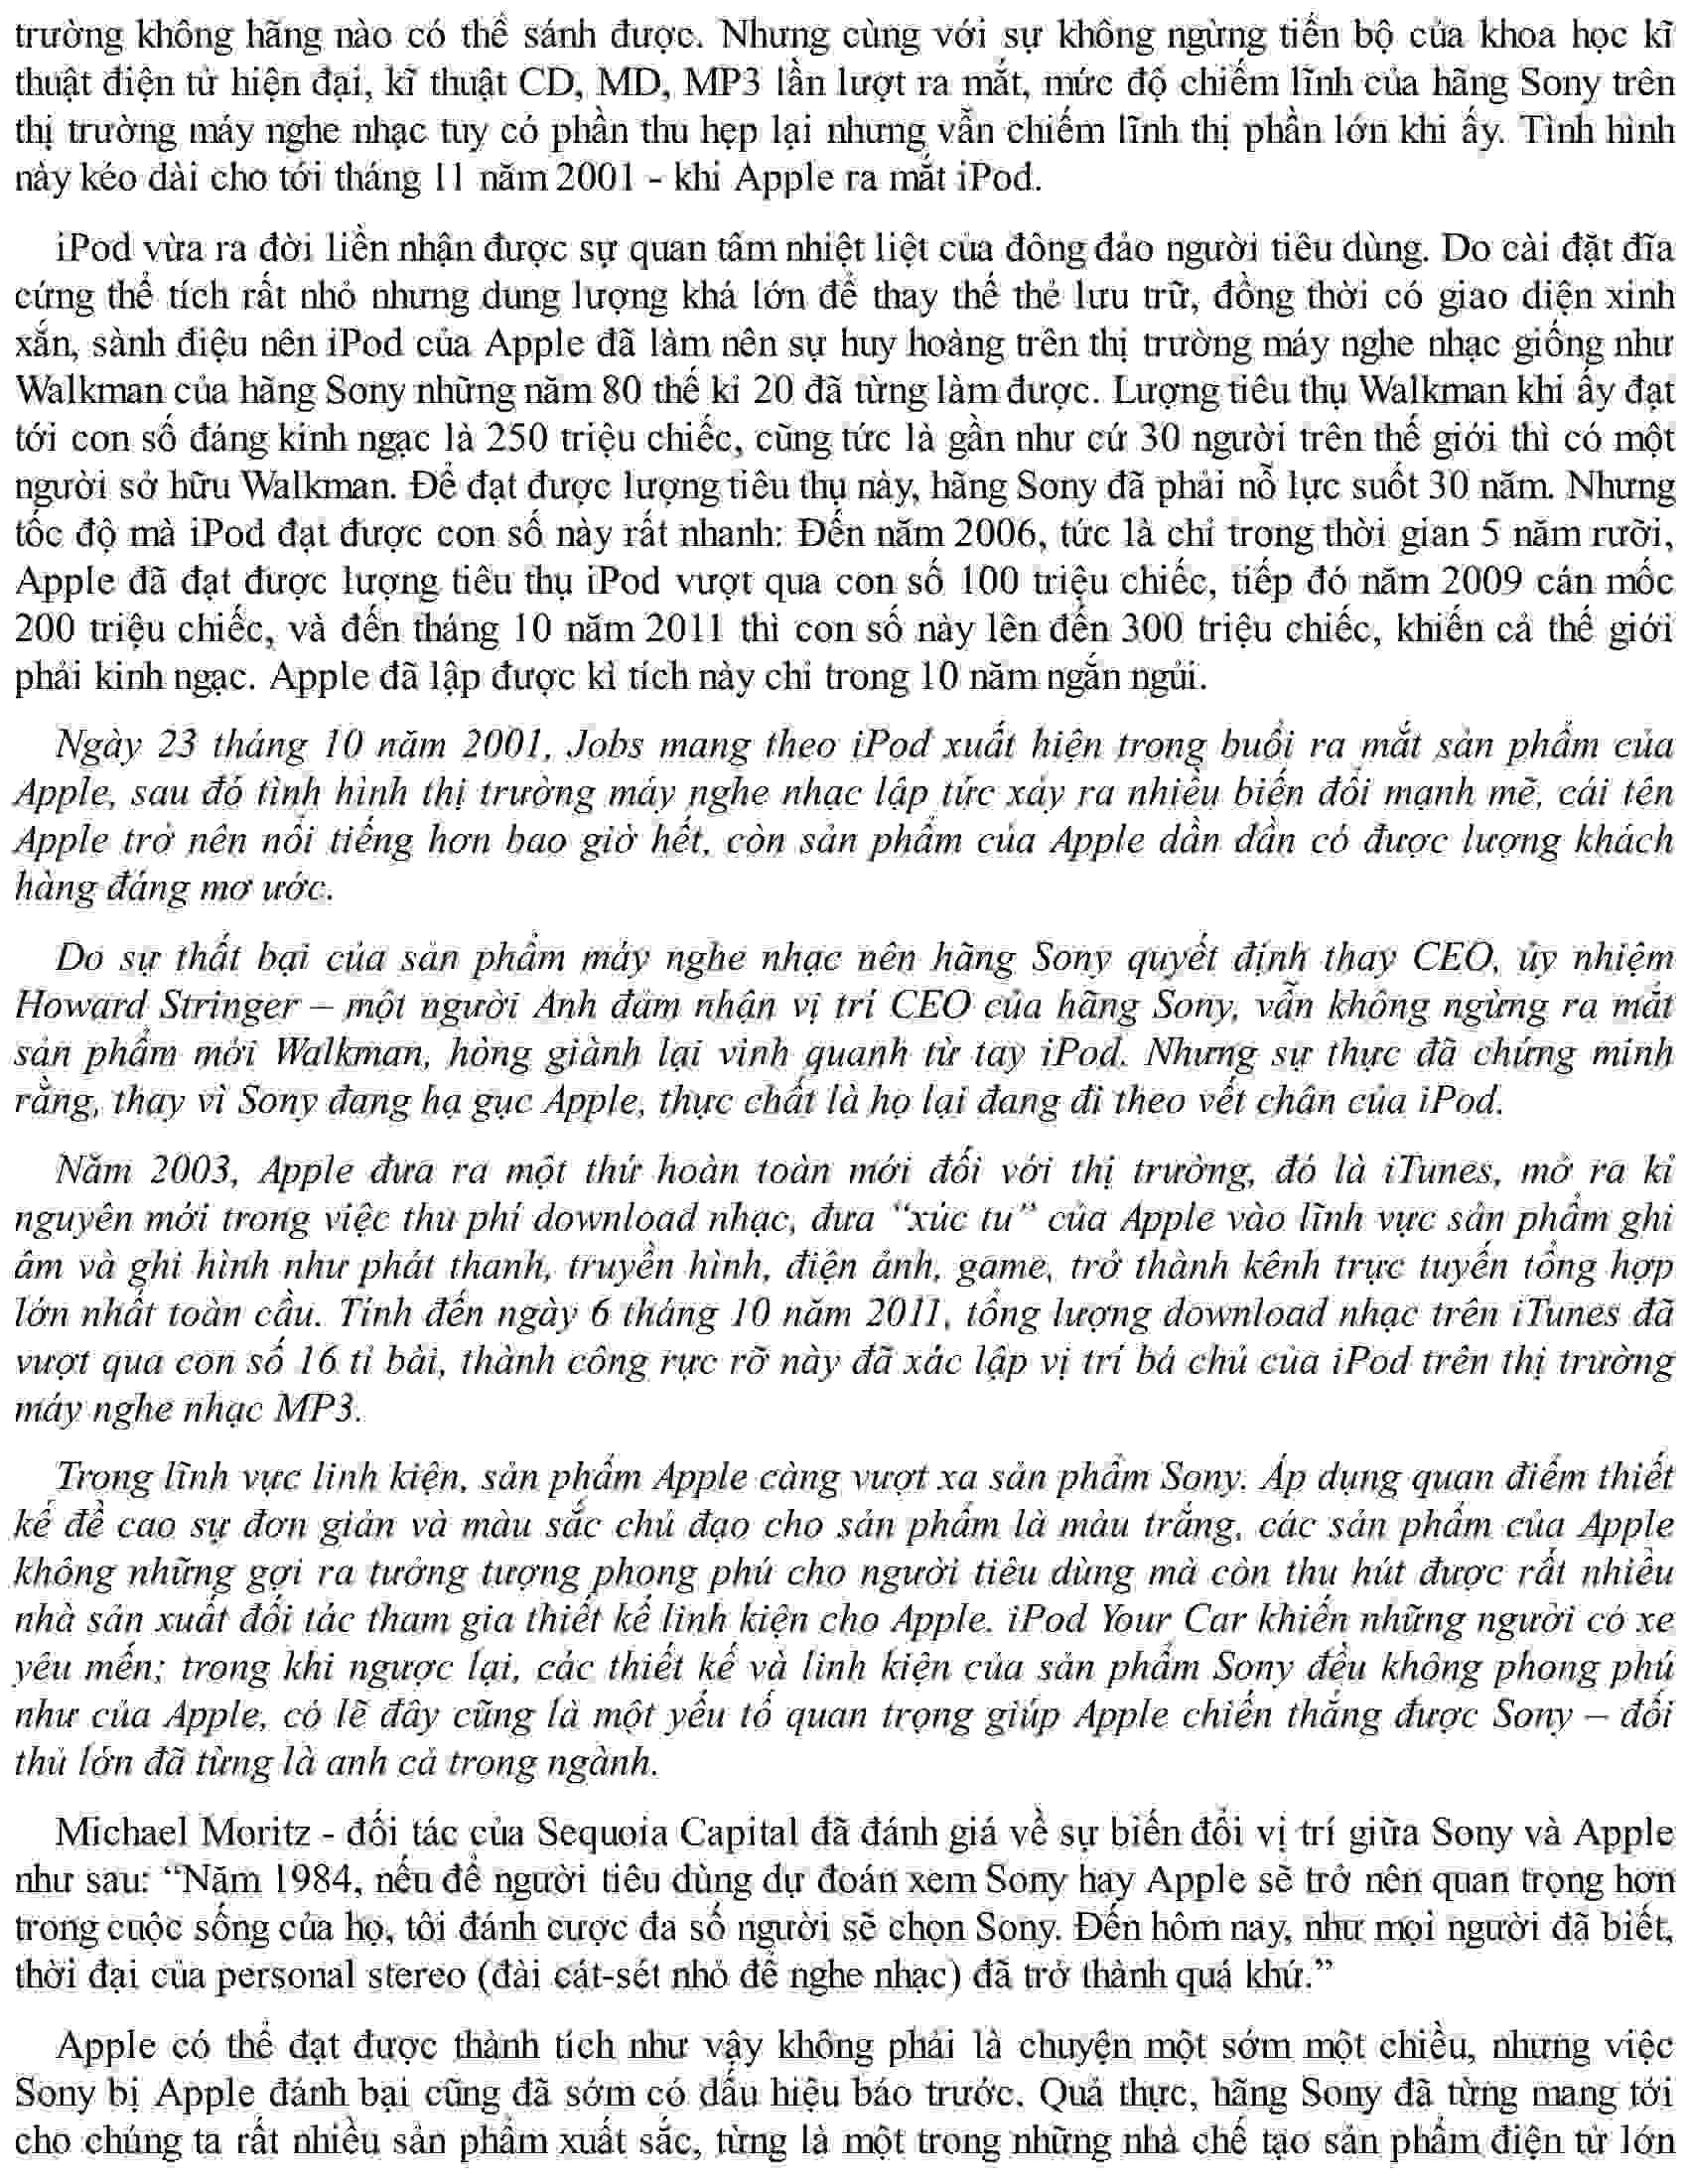 trường không hãng nào có thể sánh được. Nhưng cùng với sự không ngừng tiến bộ của khoa học kĩ
thuật điện tử hiện đại, kĩ thuật CD, MD, MP3 lần lượt ra mắt, mức độ chiếm lĩnh của hãng Sony trên
thị trường máy nghe nhạc tuy có phần thu hẹp lại nhưng vẫn chiếm lĩnh thị phần lớn khi ấy. Tình hình
này kéo dài cho tới tháng 11 năm 2001 - khi Apple ra mắt iPod.
iPod vừa ra đời liền nhận được sự quan tâm nhiệt liệt của đông đảo người tiêu dùng. Do cài đặt đĩa
cứng thể tích rất nhỏ nhưng dung lượng khá lớn để thay thế thẻ lưu trữ, đồng thời có giao diện xinh
xắn, sành điệu nên iPod của Apple đã làm nên sự huy hoàng trên thị trường máy nghe nhạc giống như
Walkman của hãng Sony những năm 80 thế kỉ 20 đã từng làm được. Lượng tiêu thụ Walkman khi ấy đạt
tới con số đáng kinh ngạc là 250 triệu chiếc, cũng tức là gần như cứ 30 người trên thế giới thì có một
người sở hữu Walkman. Để đạt được lượng tiêu thụ này, hãng Sony đã phải nỗ lực suốt 30 năm. Nhưng
tốc độ mà iPod đạt được con số này rất nhanh: Đến năm 2006, tức là chỉ trong thời gian 5 năm rưỡi,
Apple đã đạt được lượng tiêu thụ iPod vượt qua con số 100 triệu chiếc, tiếp đó năm 2009 cán mốc
200 triệu chiếc, và đến tháng 10 năm 2011 thì con số này lên đến 300 triệu chiếc, khiến cả thế giới
phải kinh ngạc. Apple đã lập được kì tích này chỉ trong 10 năm ngắn ngủi.
Ngày 23 tháng 10 năm 2001, Jobs mang theo iPod xuất hiện trong buổi ra mắt sản phẩm của
Apple, sau đó tình hình thị trường máy nghe nhạc lập tức xảy ra nhiều biến đổi mạnh mẽ, cái tên
Apple trở nên nổi tiếng hơn bao giờ hết, còn sản phẩm của Apple dần dần có được lượng khách
hàng đáng mơ ước.
Do sự thất bại của sản phẩm máy nghe nhạc nên hãng Sony quyết định thay CEO, ủy nhiệm
Howard Stringer – một người Anh đảm nhận vị trí CEO của hãng Sony, vẫn không ngừng ra mắt
sản phẩm mới Walkman, hòng giành lại vinh quanh từ tay iPod. Nhưng sự thực đã chứng minh
rằng, thay vì Sony đang hạ gục Apple, thực chất là họ lại đang đi theo vết chân của iPod.
Năm 2003, Apple đưa ra một thứ hoàn toàn mới đối với thị trường, đó là iTunes, mở ra kỉ
nguyên mới trong việc thu phí download nhạc, đưa “xúc tu” của Apple vào lĩnh vực sản phẩm ghi
âm và ghi hình như phát thanh, truyền hình, điện ảnh, game, trở thành kênh trực tuyến tổng hợp
lớn nhất toàn cầu. Tính đến ngày 6 tháng 10 năm 2011, tổng lượng download nhạc trên iTunes đã
vượt qua con số 16 tỉ bài, thành công rực rỡ này đã xác lập vị trí bá chủ của iPod trên thị trường
máy nghe nhạc MP3.
Trong lĩnh vực linh kiện, sản phẩm Apple càng vượt xa sản phẩm Sony. Áp dụng quan điểm thiết
kế đề cao sự đơn giản và màu sắc chủ đạo cho sản phẩm là màu trắng, các sản phẩm của Apple
không những gợi ra tưởng tượng phong phú cho người tiêu dùng mà còn thu hút được rất nhiều
nhà sản xuất đối tác tham gia thiết kế linh kiện cho Apple. iPod Your Car khiến những người có xe
yêu mến; trong khi ngược lại, các thiết kế và linh kiện của sản phẩm Sony đều không phong phú
như của Apple, có lẽ đây cũng là một yếu tố quan trọng giúp Apple chiến thắng được Sony – đối
thủ lớn đã từng là anh cả trong ngành.
Michael Moritz - đối tác của Sequoia Capital đã đánh giá về sự biến đổi vị trí giữa Sony và Apple
như sau: “Năm 1984, nếu để người tiêu dùng dự đoán xem Sony hay Apple sẽ trở nên quan trọng hơn
trong cuộc sống của họ, tôi đánh cược đa số người sẽ chọn Sony. Đến hôm nay, như mọi người đã biết,
thời đại của personal stereo (đài cát-sét nhỏ để nghe nhạc) đã trở thành quá khứ.”
Apple có thể đạt được thành tích như vậy không phải là chuyện một sớm một chiều, nhưng việc
Sony bị Apple đánh bại cũng đã sớm có dấu hiệu báo trước. Quả thực, hãng Sony đã từng mang tới
cho chúng ta rất nhiều sản phẩm xuất sắc, từng là một trong những nhà chế tạo sản phẩm điện tử lớn